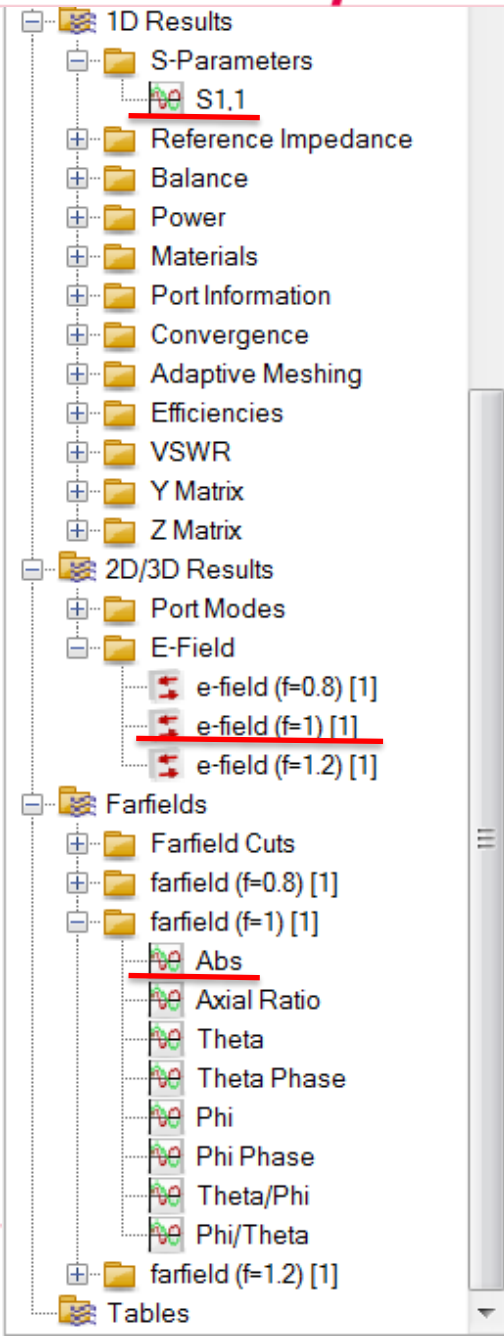 1D Results
S-Parameters
S1,1
Reference Impedance
Balance
Power
Materials
Port Information
Convergence
Adaptive Meshing
Efficiencies
VSWR
Y Matrix
Z Matrix
2D/3D Results
Port Modes
E-Field
e-field (f=0.8) [1]
e-field (f=1) [1]
e-field (f=1.2) [1]
Farfields
Farfield Cuts
farfield (f=0.8) [1]
farfield (f=1) [1]
Abs
Axial Ratio
Theta
Theta Phase
Phi
Phi Phase
Theta/Phi
Phi/Theta
farfield (f=1.2) [1]
Tables